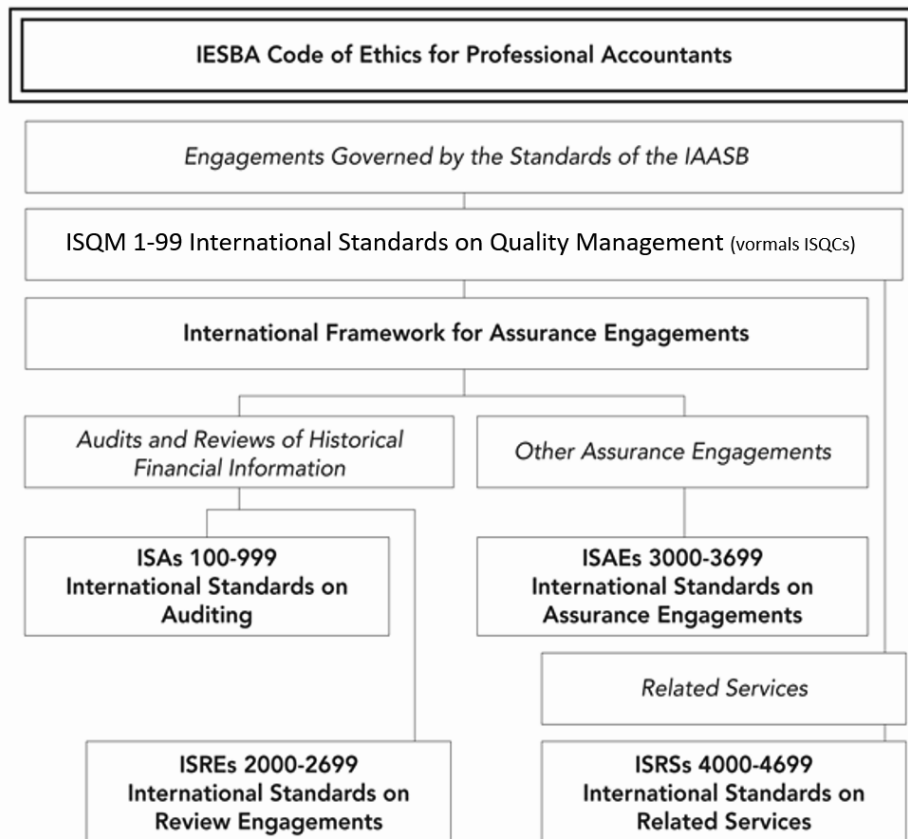 IESBA Code of Ethics for Professional Accountants
Engagements Governed by the Standards of the IAASB
ISQM 1-99 International Standards on Quality Management (vormals ISQCs)
International Framework for Assurance Engagements
Audits and Reviews of Historical
Financial Information
Other Assurance Engagements
ISAs 100-999
International Standards on
Auditing
ISAEs 3000-3699
International Standards on
Assurance Engagements
Related Services
ISREs 2000-2699
International Standards on
Review Engagements
ISRSs 4000-4699
International Standards on
Related Services